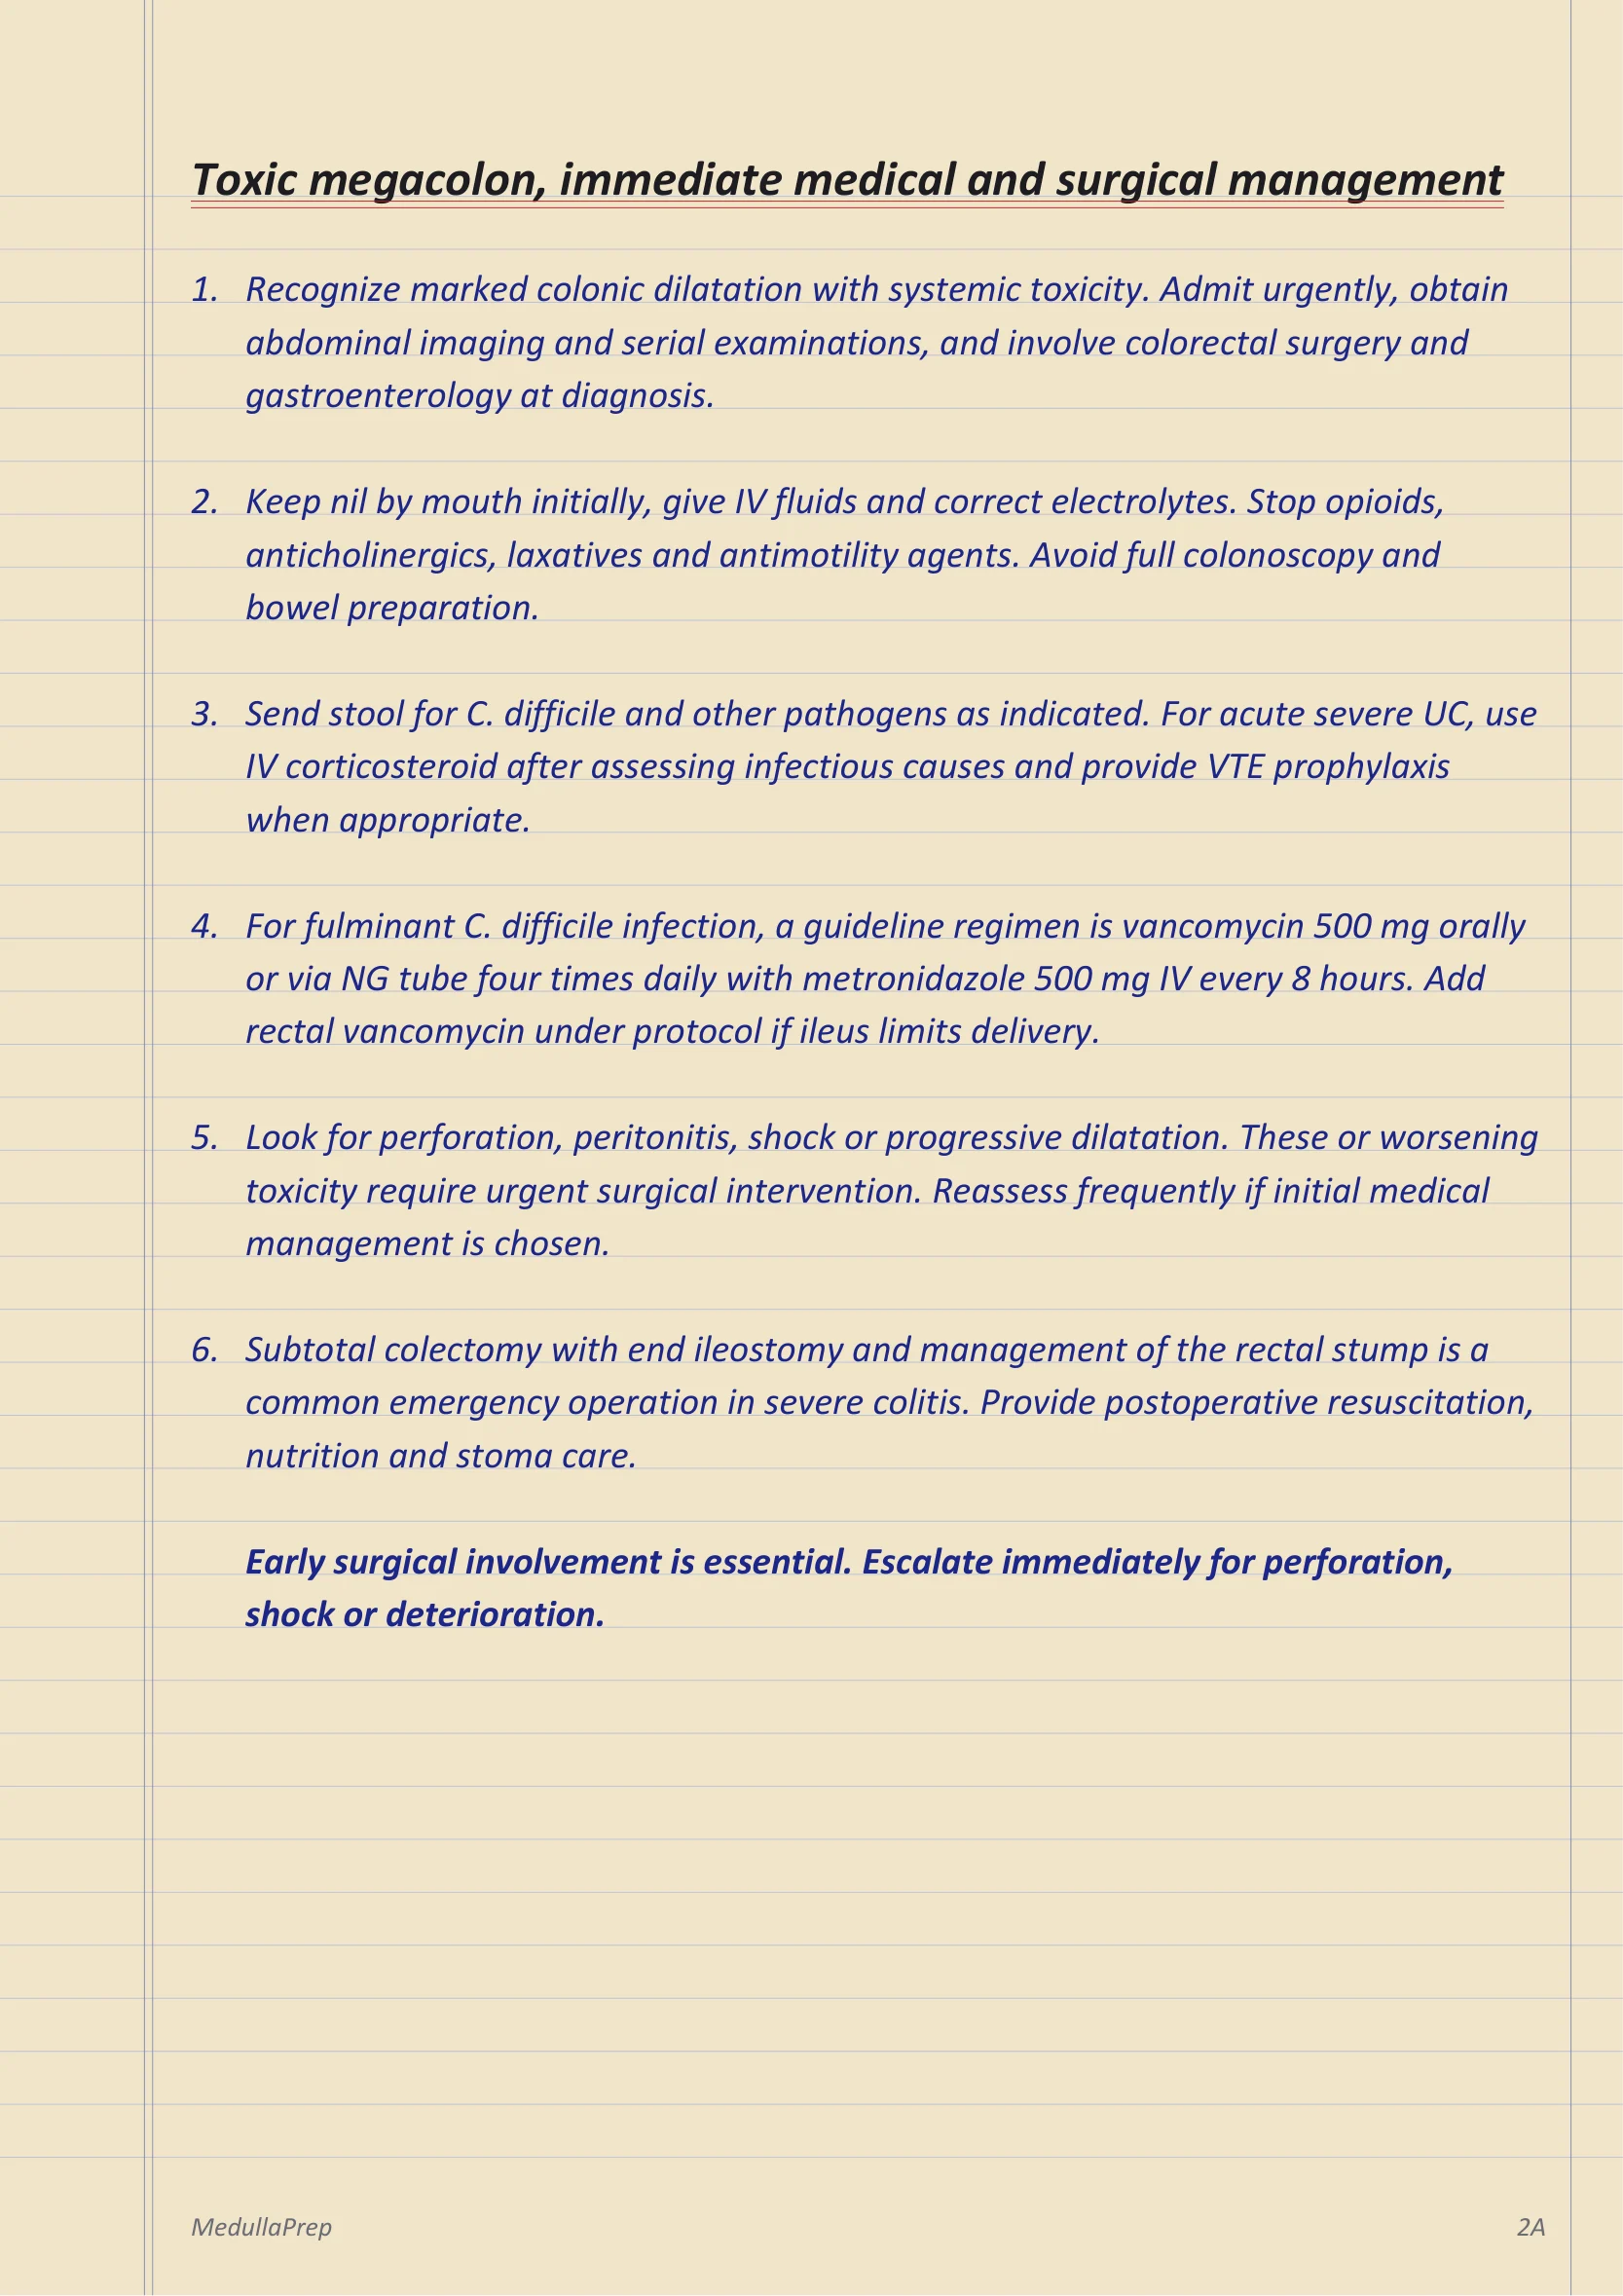 Toxic megacolon, immediate medical and surgical management
1. Recognize marked colonic dilatation with systemic toxicity. Admit urgently, obtain
abdominal imaging and serial examinations, and involve colorectal surgery and
gastroenterology at diagnosis.
2. Keep nil by mouth initially, give IV fluids and correct electrolytes. Stop opioids,
anticholinergics, laxatives and antimotility agents. Avoid full colonoscopy and
bowel preparation.
3. Send stool for C. difficile and other pathogens as indicated. For acute severe UC, use
IV corticosteroid after assessing infectious causes and provide VTE prophylaxis
when appropriate.
4. For fulminant C. difficile infection, a guideline regimen is vancomycin 500 mg orally
or via NG tube four times daily with metronidazole 500 mg IV every 8 hours. Add
rectal vancomycin under protocol if ileus limits delivery.
5. Look for perforation, peritonitis, shock or progressive dilatation. These or worsening
toxicity require urgent surgical intervention. Reassess frequently if initial medical
management is chosen.
6. Subtotal colectomy with end ileostomy and management of the rectal stump is a
common emergency operation in severe colitis. Provide postoperative resuscitation,
nutrition and stoma care.
Early surgical involvement is essential. Escalate immediately for perforation,
shock or deterioration.
MedullaPrep
2A